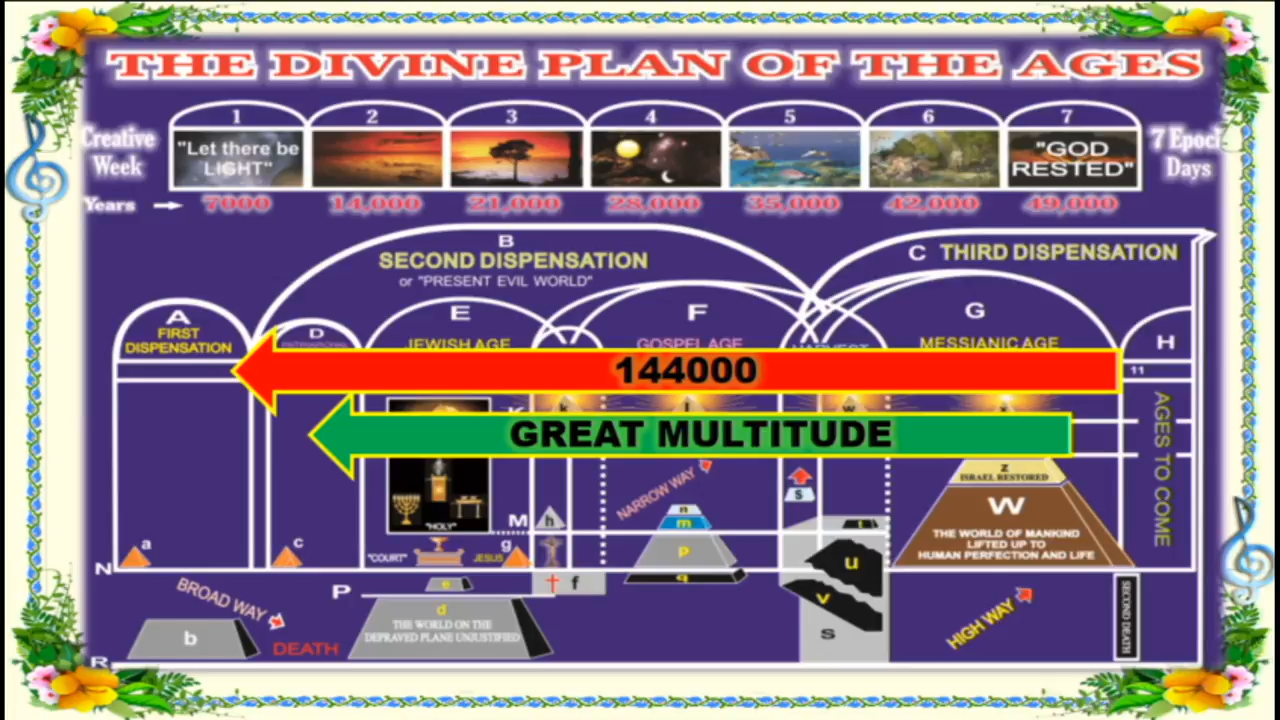 THE DIVINE PLAN OF THE AGES
1 2 3 4 5 6 7
Creative
Week
"Let there be
LIGHT"
"GOD
RESTED"
7 Epoc
Days
Years
7000 14,000 21,000 28,000 35,000 42,000 49,000
B
SECOND DISPENSATION
or "PRESENT EVIL WORLD"
C THIRD DISPENSATION
A
FIRST
DISPENSATION
D
E
JEWISH AGE
F
GOSPEL AGE
HARVEST
G
MESSIANIC AGE
H
144000
11
GREAT MULTITUDE
K
k
l
w
x
AGES TO COME
NARROW WAY
s
z
ISRAEL RESTORED
"HOLY"
M
h
n
m
t
W
THE WORLD OF MANKIND
LIFTED UP TO
HUMAN PERFECTION AND LIFE
a
c
"COURT"
JESUS
g
p
u
N
BROAD WAY
P
e
f
q
v
HIGH WAY
SECOND DEATH
b
DEATH
d
THE WORLD ON THE
DEPRAVED PLANE UNJUSTIFIED
S
R